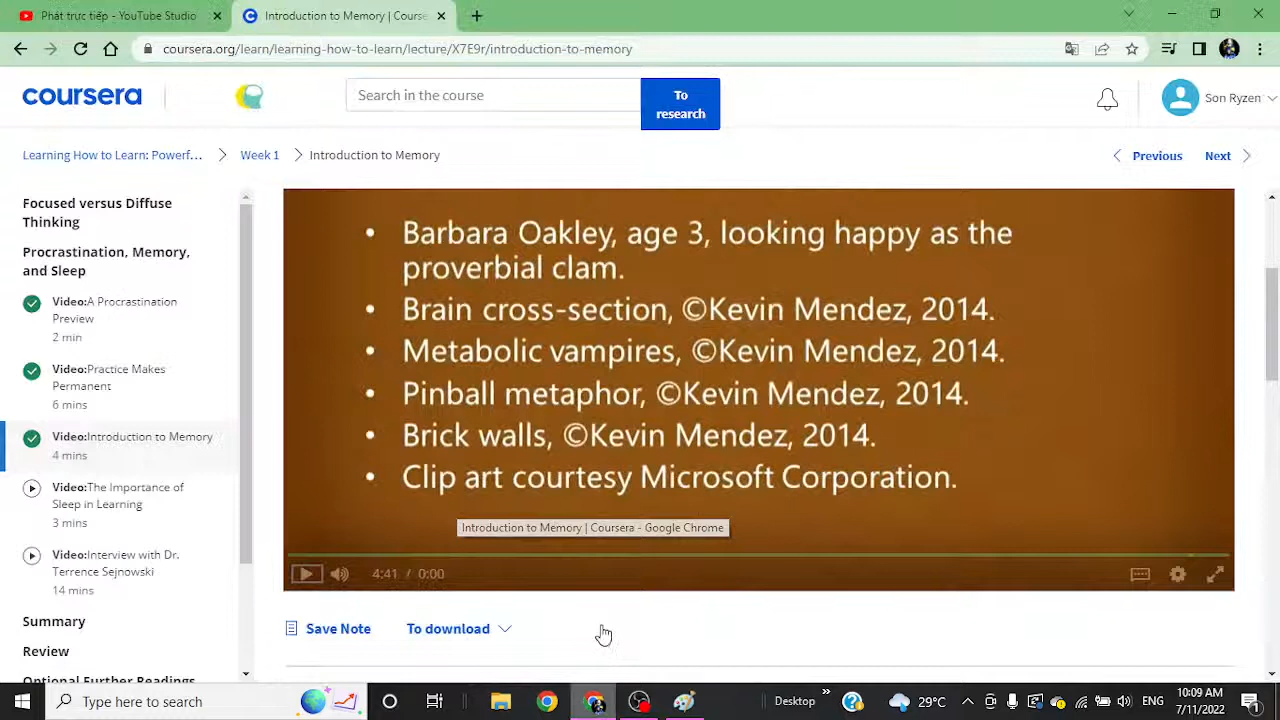 Phát trực tiếp - YouTube Studio
Introduction to Memory | Course
coursera.org/learn/learning-how-to-learn/lecture/X7E9r/introduction-to-memory
coursera
Search in the course
To research
Son Ryzen
Learning How to Learn: Powerf...
Week 1
Introduction to Memory
Previous
Next
Focused versus Diffuse
Thinking
Procrastination, Memory,
and Sleep
Video:A Procrastination
Preview
2 min
Video:Practice Makes
Permanent
6 mins
Video:Introduction to Memory
4 mins
Video:The Importance of
Sleep in Learning
3 mins
Video:Interview with Dr.
Terrence Sejnowski
14 mins
Summary
Review
Optional Further Readings
• Barbara Oakley, age 3, looking happy as the
proverbial clam.
• Brain cross-section, ©Kevin Mendez, 2014.
• Metabolic vampires, ©Kevin Mendez, 2014.
• Pinball metaphor, ©Kevin Mendez, 2014.
• Brick walls, ©Kevin Mendez, 2014.
• Clip art courtesy Microsoft Corporation.
Introduction to Memory | Coursera - Google Chrome
4:41 / 0:00
Save Note
To download
Type here to search
Desktop
29°C
ENG
10:09 AM
7/11/2022
1